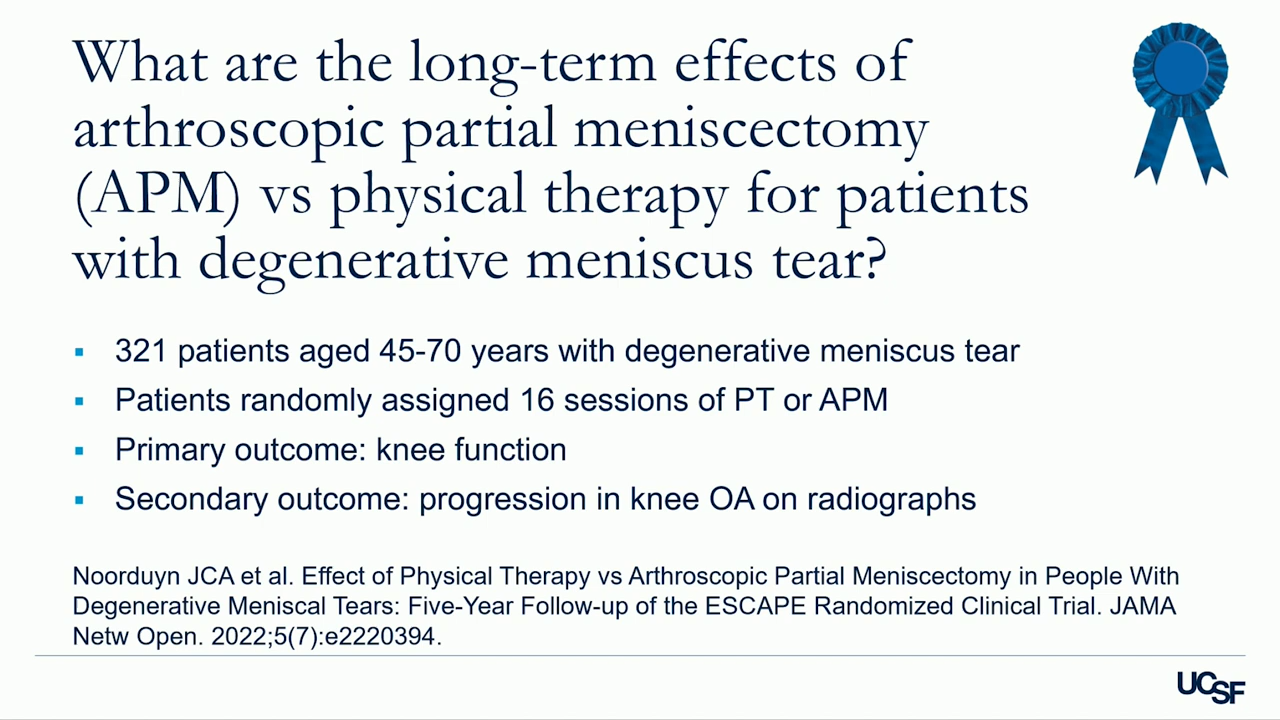 What are the long-term effects of
arthroscopic partial meniscectomy
(APM) vs physical therapy for patients
with degenerative meniscus tear?
▪ 321 patients aged 45-70 years with degenerative meniscus tear
▪ Patients randomly assigned 16 sessions of PT or APM
▪ Primary outcome: knee function
▪ Secondary outcome: progression in knee OA on radiographs
Noorduyn JCA et al. Effect of Physical Therapy vs Arthroscopic Partial Meniscectomy in People With
Degenerative Meniscal Tears: Five-Year Follow-up of the ESCAPE Randomized Clinical Trial. JAMA
Netw Open. 2022;5(7):e2220394.
UCSF